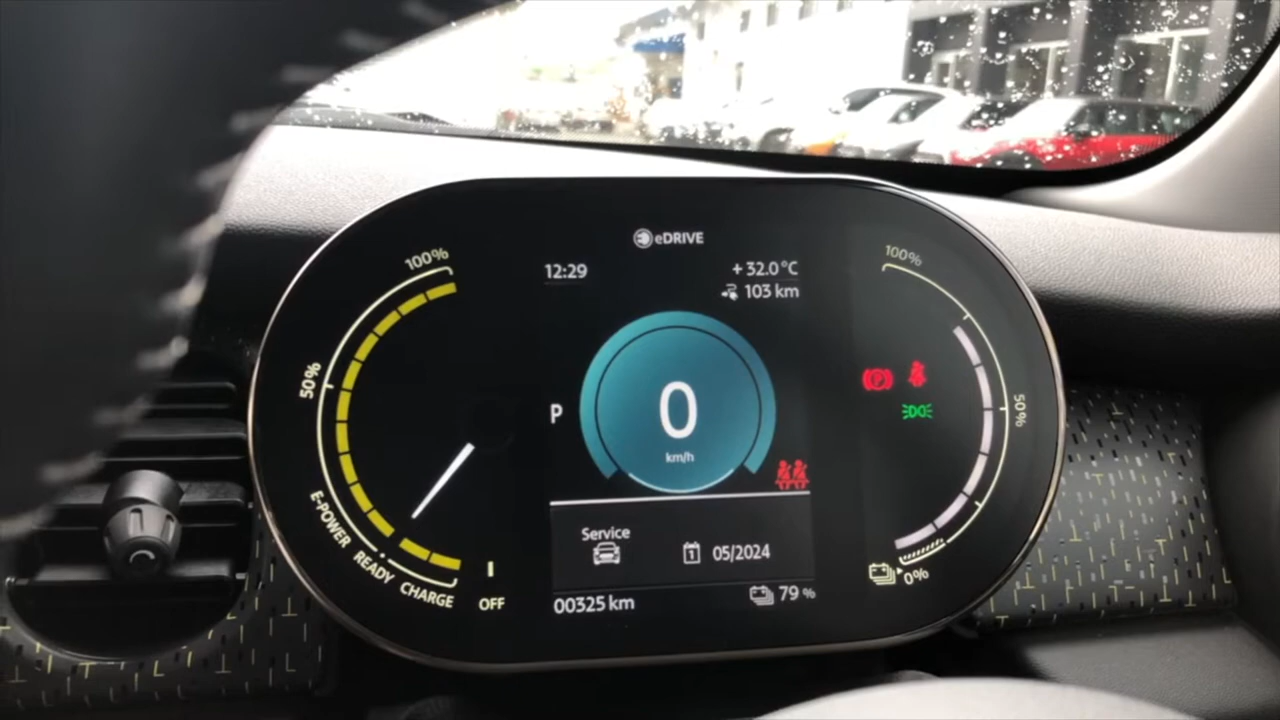 eDRIVE
12:29
+ 32.0°C
103 km
100%
50%
E-POWER
READY
CHARGE
OFF
P
0
km/h
Service
1
05/2024
00325 km
79 %
100%
50%
0%